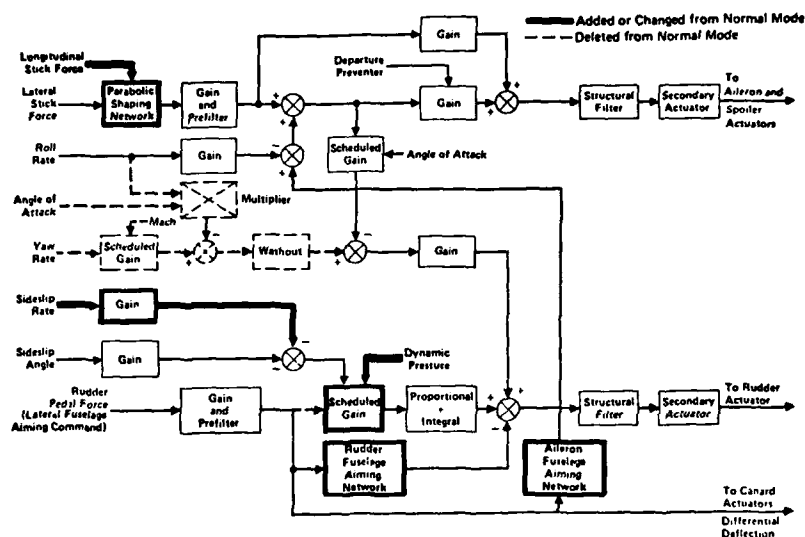 Added or Changed from Normal Mode
Deleted from Normal Mode
Longitudinal
Stick Force
Lateral
Stick
Force
Parabolic
Shaping
Network
Gain
and
Prefilter
Gain
Departure
Preventer
Gain
Structural
Filter
Secondary
Actuator
To
Aileron and
Spoiler
Actuators
Roll
Rate
Gain
Scheduled
Gain
Angle of Attack
Angle of
Attack
Multiplier
Mach
Yaw
Rate
Scheduled
Gain
Washout
Gain
Sideslip
Rate
Gain
Sideslip
Angle
Gain
Dynamic
Pressure
Rudder
Pedal Force
(Lateral Fuselage
Aiming Command)
Gain
and
Prefilter
Scheduled
Gain
Proportional
+
Integral
Structural
Filter
Secondary
Actuator
To Rudder
Actuator
Rudder
Fuselage
Aiming
Network
Aileron
Fuselage
Aiming
Network
To Canard
Actuators
Differential
Deflection